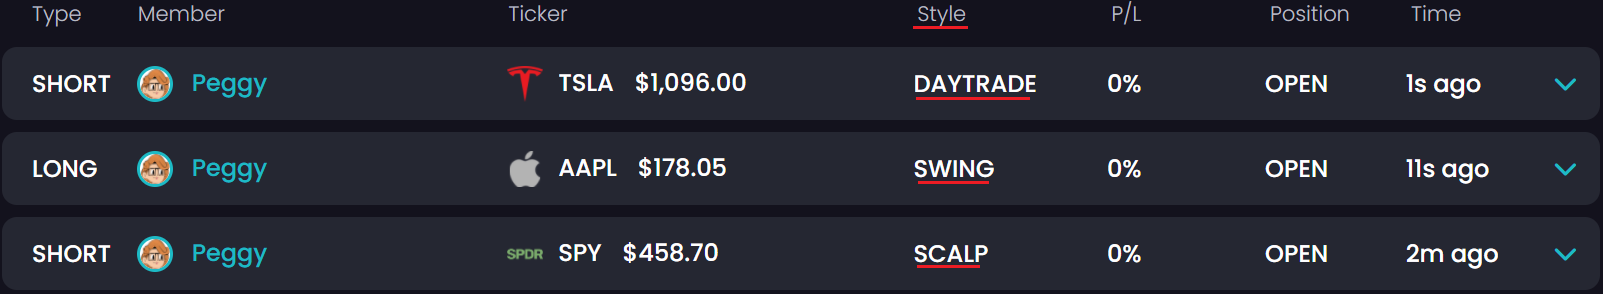 Type Member Ticker Style P/L Position Time
SHORT Peggy TSLA $1,096.00 DAYTRADE 0% OPEN 1s ago
LONG Peggy AAPL $178.05 SWING 0% OPEN 11s ago
SHORT Peggy SPDR SPY $458.70 SCALP 0% OPEN 2m ago